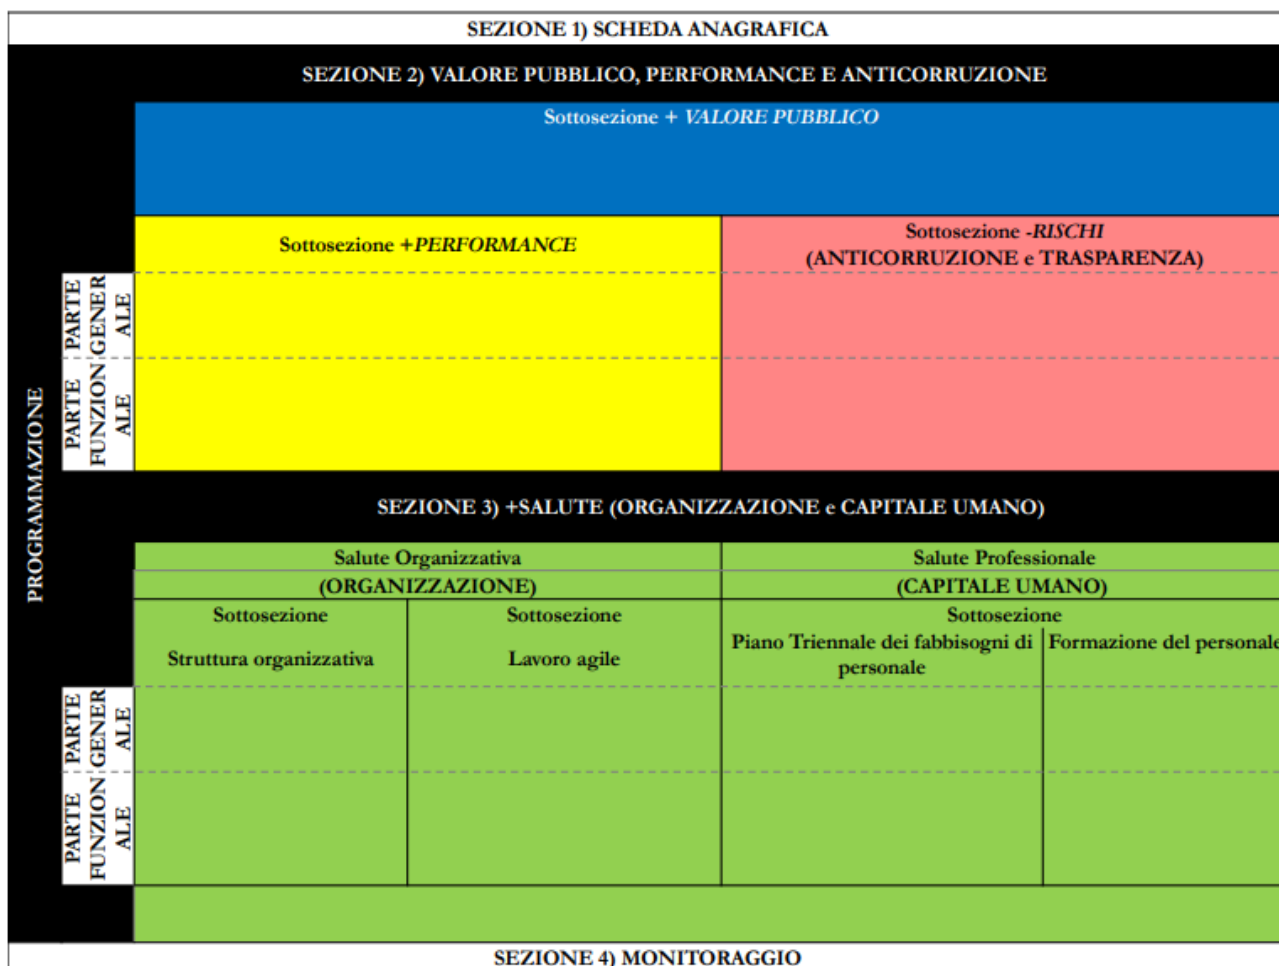 SEZIONE 1) SCHEDA ANAGRAFICA
SEZIONE 2) VALORE PUBBLICO, PERFORMANCE E ANTICORRUZIONE
Sottosezione + VALORE PUBBLICO
Sottosezione +PERFORMANCE
Sottosezione -RISCHI
(ANTICORRUZIONE e TRASPARENZA)
PARTE
GENER
ALE
PARTE
FUNZION
ALE
PROGRAMMAZIONE
SEZIONE 3) +SALUTE (ORGANIZZAZIONE e CAPITALE UMANO)
Salute Organizzativa
(ORGANIZZAZIONE)
Salute Professionale
(CAPITALE UMANO)
Sottosezione
Struttura organizzativa
Sottosezione
Lavoro agile
Sottosezione
Piano Triennale dei fabbisogni di
personale
Formazione del personale
PARTE
GENER
ALE
PARTE
FUNZION
ALE
SEZIONE 4) MONITORAGGIO